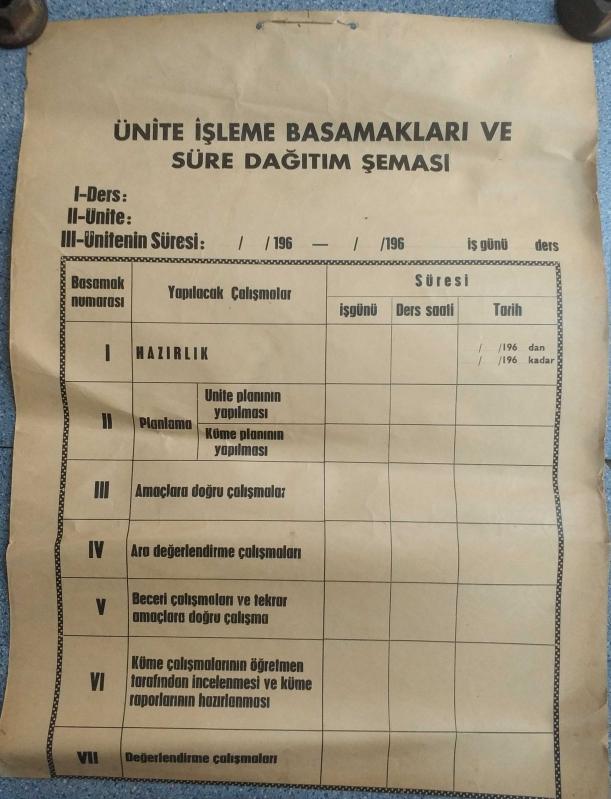 ÜNİTE İŞLEME BASAMAKLARI VE
SÜRE DAĞITIM ŞEMASI
I-Ders:
II-Ünite:
III-Ünitenin Süresi: / /196 — / /196 iş günü ders
Basamak numarası Yapılacak Çalışmalar Süresi
işgünü Ders saati Tarih
I HAZIRLIK / /196 dan
/ /196 kadar
II Planlama Unite planının
yapılması
Küme planının
yapılması
III Amaçlara doğru çalışmalar
IV Ara değerlendirme çalışmaları
V Beceri çalışmaları ve tekrar
amaçlara doğru çalışma
VI Küme çalışmalarının öğretmen
tarafından incelenmesi ve küme
raporlarının hazırlanması
VII Değerlendirme çalışmaları